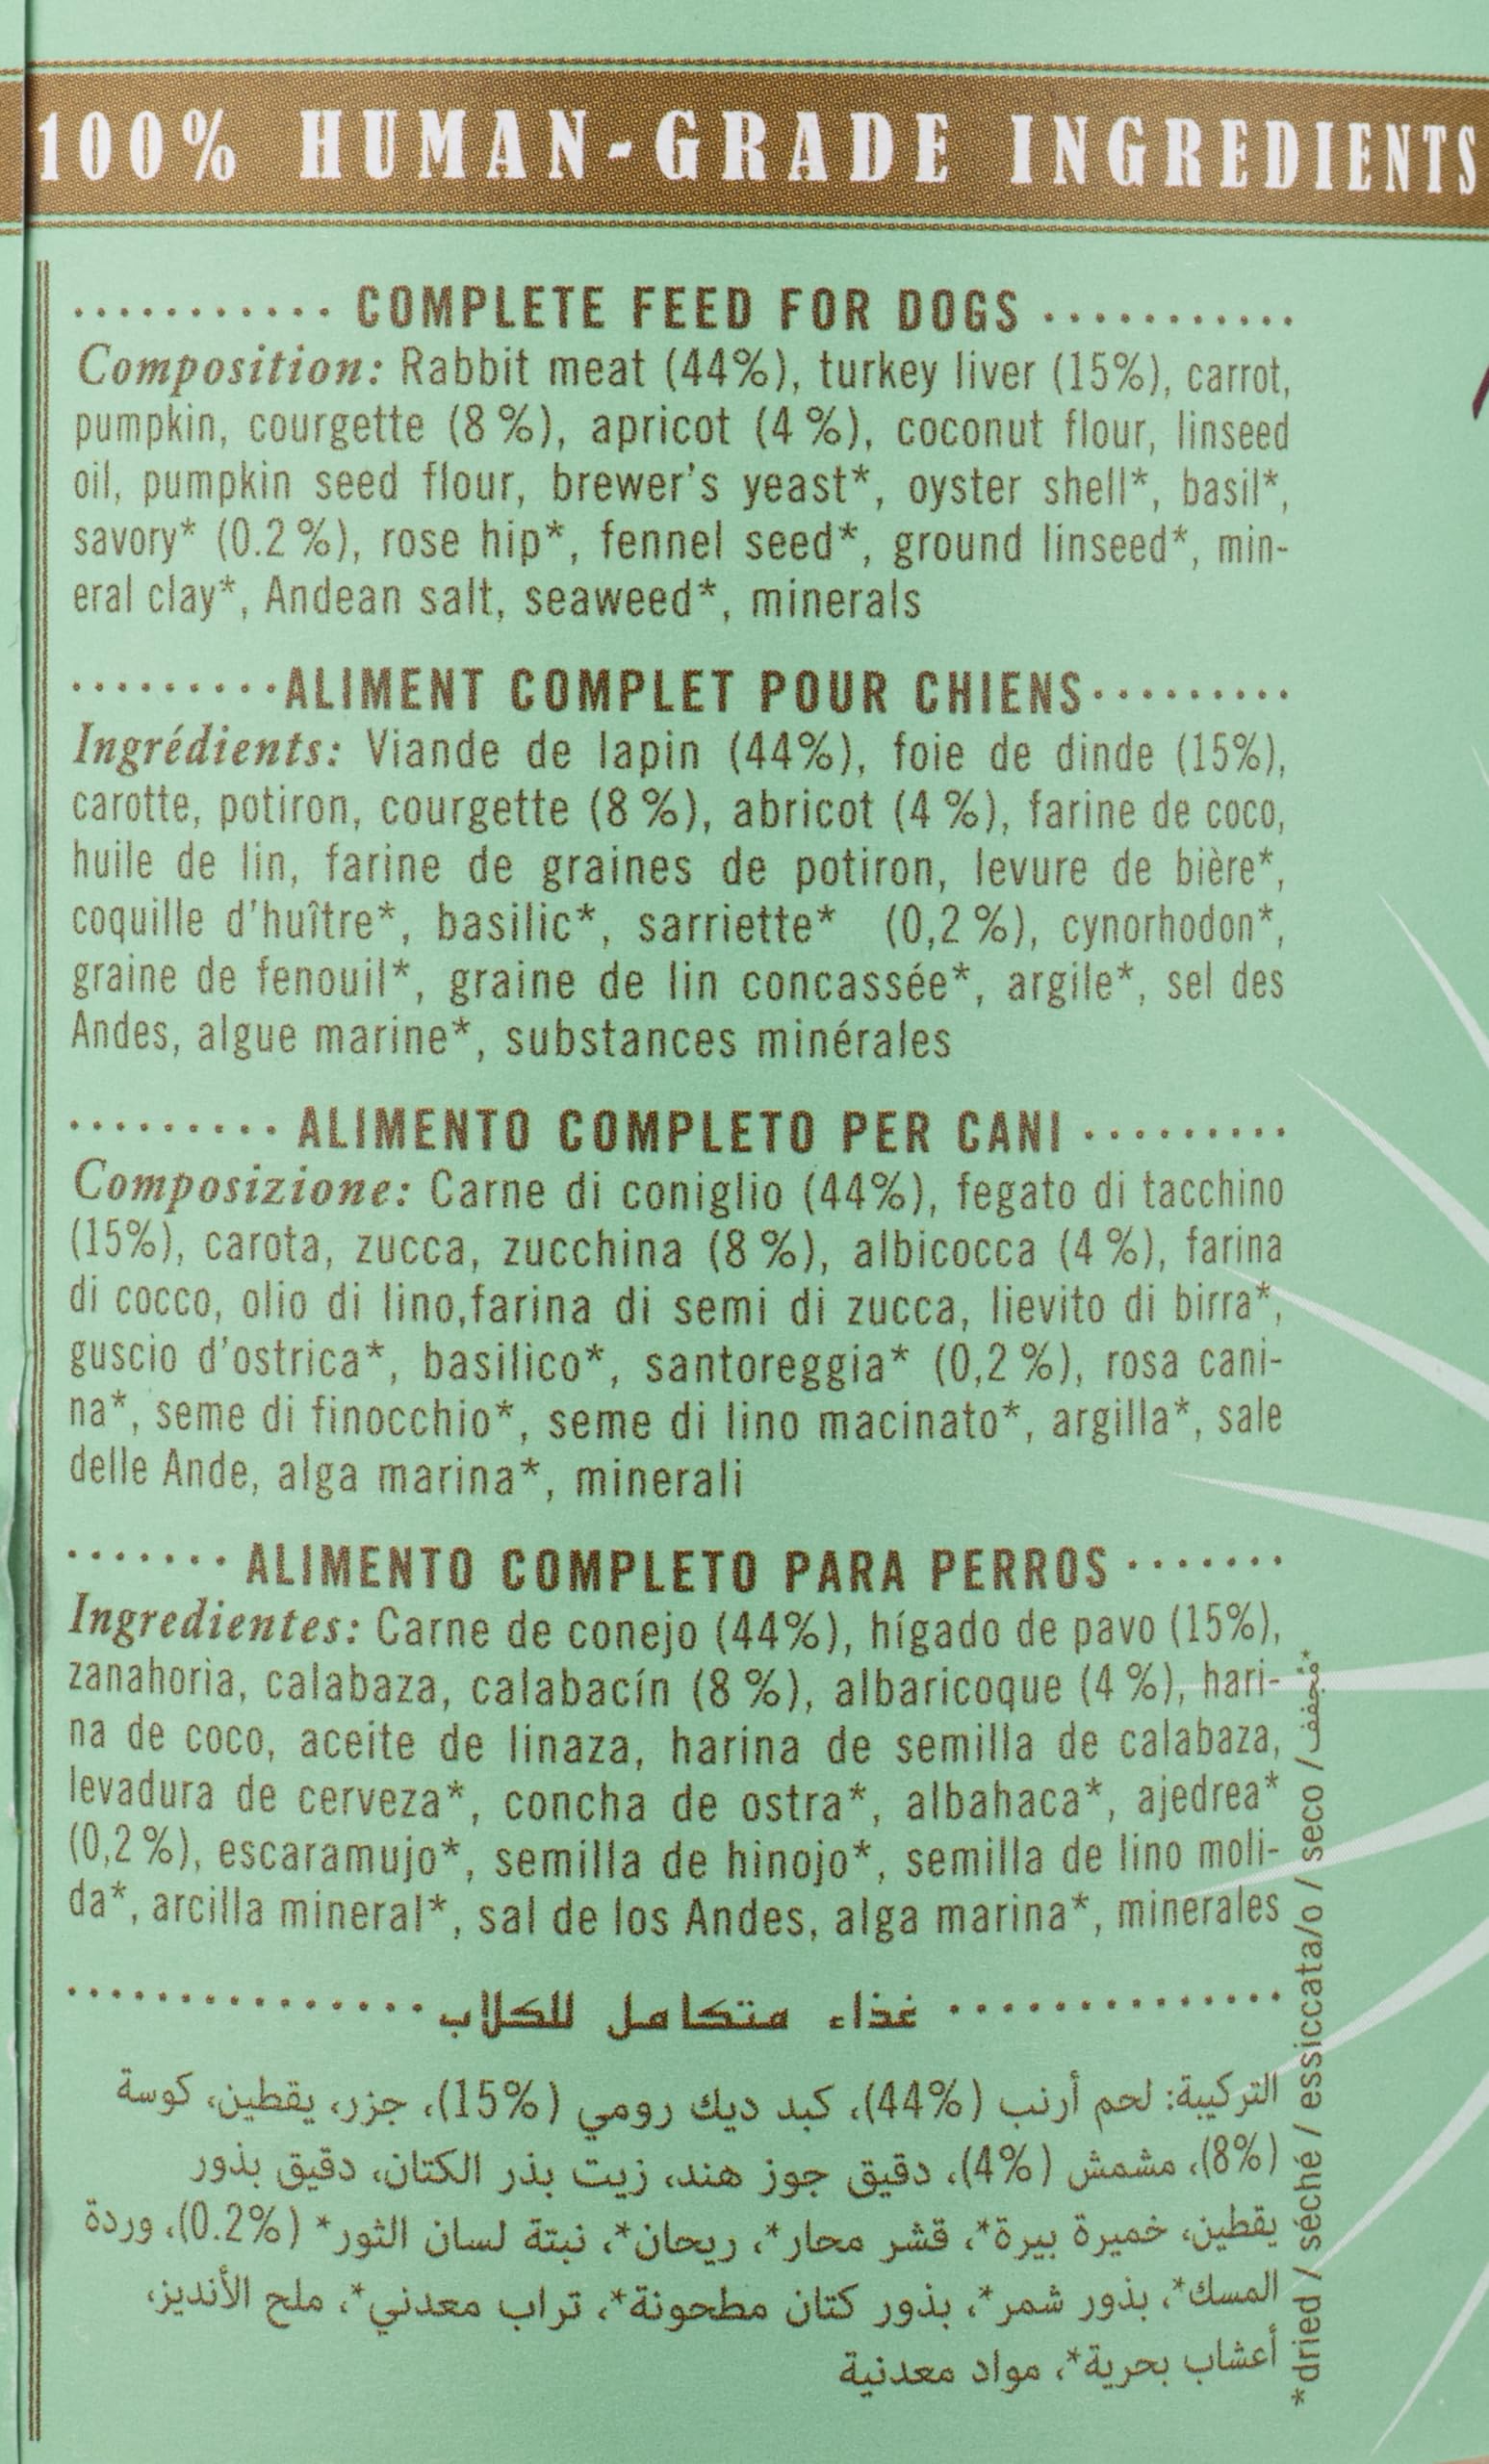 100% HUMAN-GRADE INGREDIENTS
COMPLETE FEED FOR DOGS
Composition: Rabbit meat (44%), turkey liver (15%), carrot,
pumpkin, courgette (8 %), apricot (4 %), coconut flour, linseed
oil, pumpkin seed flour, brewer's yeast*, oyster shell*, basil*,
savory* (0.2 %), rose hip*, fennel seed*, ground linseed*, min-
eral clay*, Andean salt, seaweed*, minerals
ALIMENT COMPLET POUR CHIENS
Ingrédients: Viande de lapin (44%), foie de dinde (15%),
carotte, potiron, courgette (8 %), abricot (4 %), farine de coco,
huile de lin, farine de graines de potiron, levure de bière*,
coquille d'huître*, basilic*, sarriette* (0,2 %), cynorhodon*,
graine de fenouil*, graine de lin concassée*, argile*, sel des
Andes, algue marine*, substances minérales
ALIMENTO COMPLETO PER CANI
Composizione: Carne di coniglio (44%), fegato di tacchino
(15%), carota, zucca, zucchina (8 %), albicocca (4 %), farina
di cocco, olio di lino,farina di semi di zucca, lievito di birra*,
guscio d'ostrica*, basilico*, santoreggia* (0,2 %), rosa cani-
na*, seme di finocchio*, seme di lino macinato*, argilla*, sale
delle Ande, alga marina*, minerali
ALIMENTO COMPLETO PARA PERROS
Ingredientes: Carne de conejo (44%), hígado de pavo (15%),
zanahoria, calabaza, calabacín (8 %), albaricoque (4 %), hari-
na de coco, aceite de linaza, harina de semilla de calabaza,
levadura de cerveza*, concha de ostra*, albahaca*, ajedrea*
(0,2 %), escaramujo*, semilla de hinojo*, semilla de lino moli-
da*, arcilla mineral*, sal de los Andes, alga marina*, minerales
غذاء متكامل للكلاب
التركيبة: لحم أرنب (44%)، كبد ديك رومي (15%)، جزر، يقطين، كوسة
(8%)، مشمش (4%)، دقيق جوز هند، زيت بذر الكتان، دقيق بذور
يقطين، خميرة بيرة*، قشر محار*، ريحان*، نبتة لسان الثور* (0.2%)، وردة
المسك*، بذور شمر*، بذور كتان مطحونة*، تراب معدني*، ملح الأنديز،
أعشاب بحرية*، مواد معدنية
*dried / séché / essiccata/o / seco / مجفف*